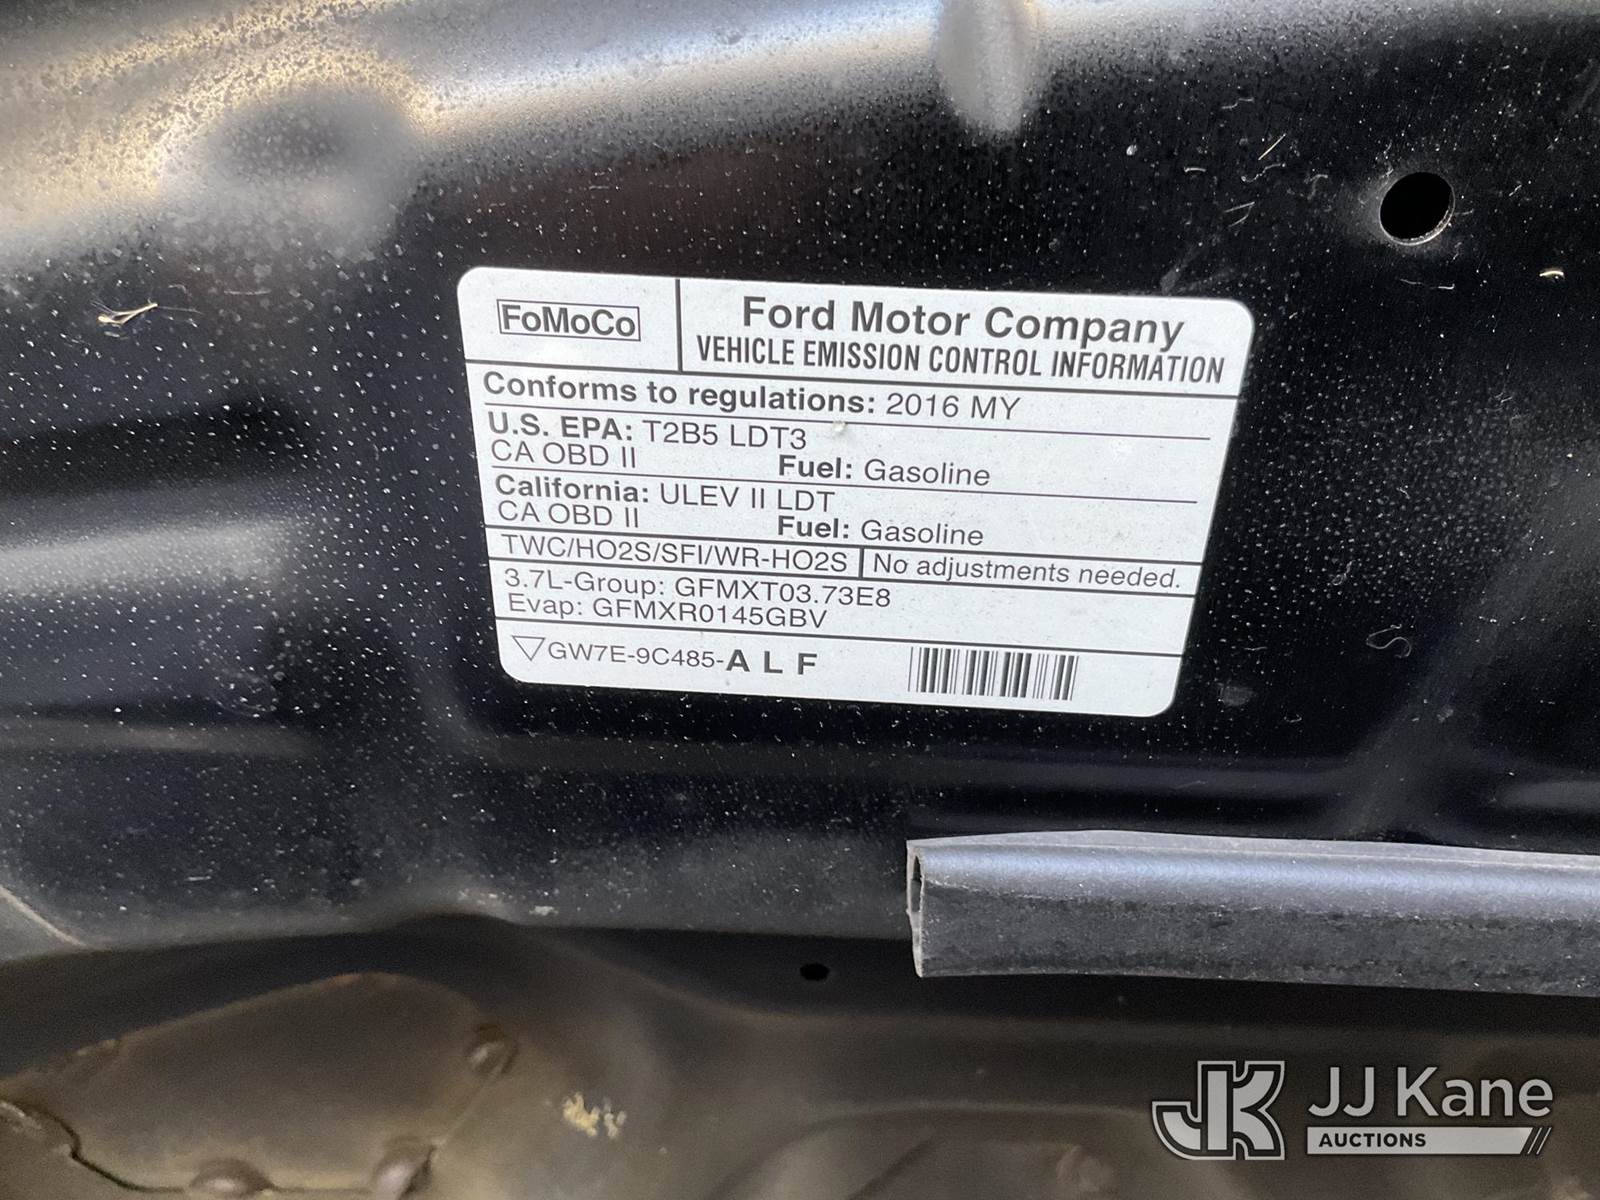 FoMoCo
Ford Motor Company
VEHICLE EMISSION CONTROL INFORMATION
Conforms to regulations: 2016 MY
U.S. EPA: T2B5 LDT3
CA OBD II Fuel: Gasoline
California: ULEV II LDT
CA OBD II Fuel: Gasoline
TWC/HO2S/SFI/WR-HO2S No adjustments needed.
3.7L-Group: GFMXT03.73E8
Evap: GFMXR0145GBV
GW7E-9C485-A L F
JK JJ Kane
AUCTIONS